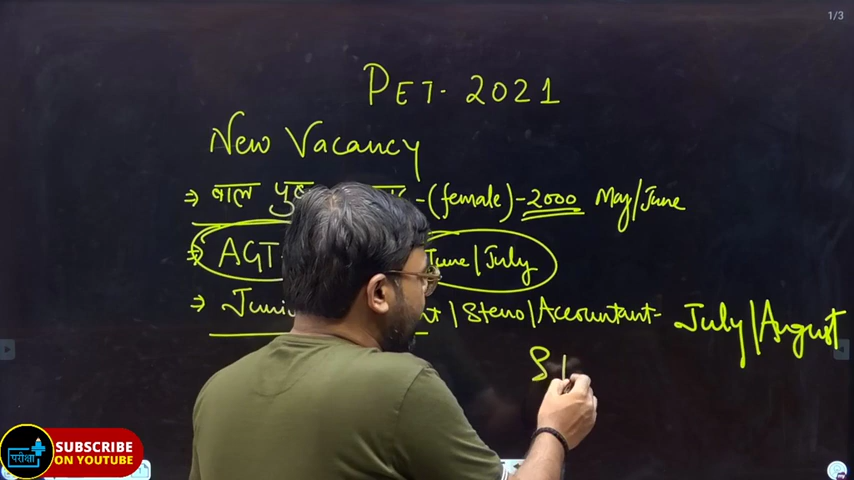 1/3
PET-2021
New Vacancy
⇒ बाल -(female)-2000 May/June
⇒ AGT- June/July
⇒ /Steno/Accountant- July/August
8
परीक्षा
SUBSCRIBE
ON YOUTUBE